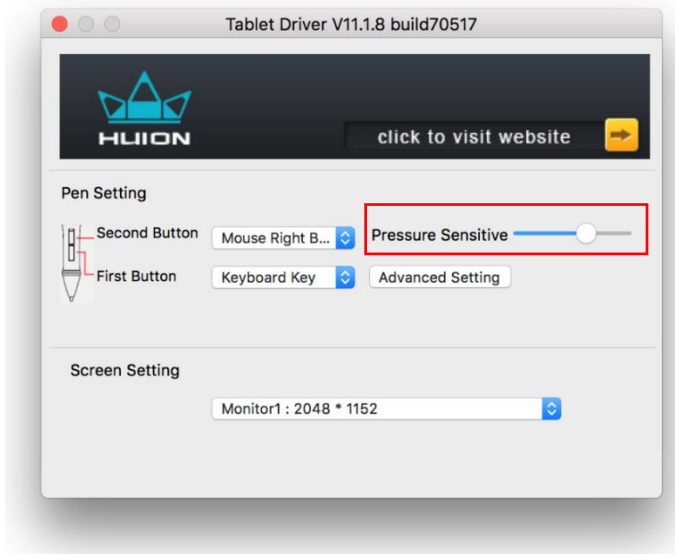 Tablet Driver V11.1.8 build70517
HUION
click to visit website
Pen Setting
Second Button
Mouse Right B...
Pressure Sensitive
First Button
Keyboard Key
Advanced Setting
Screen Setting
Monitor1 : 2048 * 1152